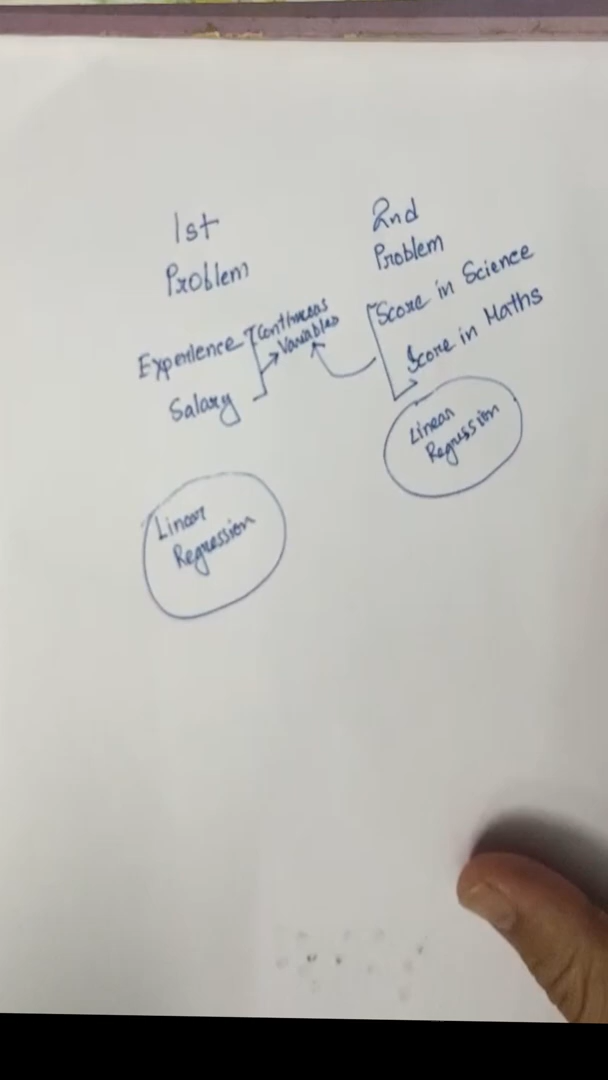 1st
Problem
Experience
Salary
Continuous
Variables
Linear
Regression
2nd
Problem
Score in Science
Score in Maths
Linear
Regression